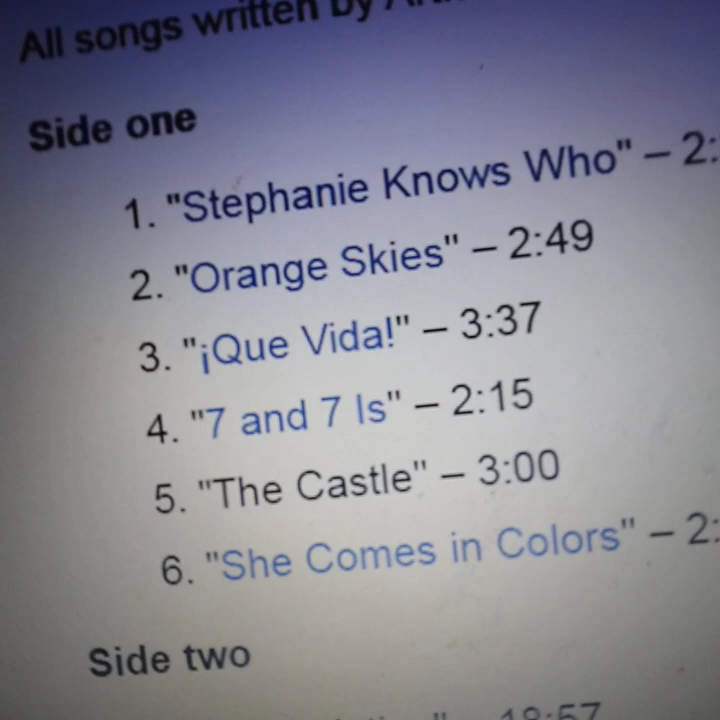 All songs written by
Side one
1. "Stephanie Knows Who" – 2:
2. "Orange Skies" – 2:49
3. "¡Que Vida!" – 3:37
4. "7 and 7 Is" – 2:15
5. "The Castle" – 3:00
6. "She Comes in Colors" – 2:
Side two
" – 18:57